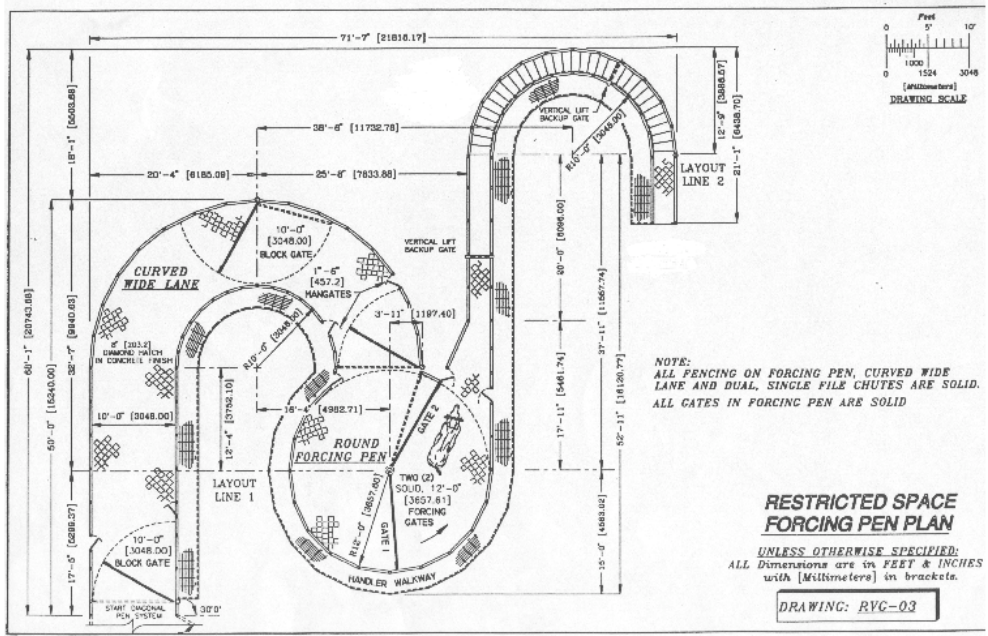 71'-7" [21818.17]
Feet
0 5' 10'
1000
0 1524 3048
[Millimeters]
DRAWING SCALE
18'-1" [5503.68]
38'-6" [11732.78]
VERTICAL LIFT
BACKUP GATE
R10'-0" [3048.00]
12'-9" [3886.57]
21'-1" [6438.70]
20'-4" [6185.09]
25'-8" [7833.88]
LAYOUT
LINE 2
10'-0"
[3048.00]
BLOCK GATE
VERTICAL LIFT
BACKUP GATE
CURVED
WIDE LANE
1'-6"
[457.2]
MANGATES
3'-11" [1197.40]
20'-0" [6096.00]
37'-11" [11557.74]
68'-1" [20743.68]
50'-0" [15240.00]
32'-7" [9940.63]
8" [203.2]
DIAMOND HATCH
IN CONCRETE FINISH
R10'-0" [3048.00]
NOTE:
ALL FENCING ON FORCING PEN, CURVED WIDE
LANE AND DUAL, SINGLE FILE CHUTES ARE SOLID.
ALL GATES IN FORCING PEN ARE SOLID
10'-0" [3048.00]
12'-4" [3752.10]
16'-4" [4982.71]
GATE 2
17'-11" [5461.74]
52'-11" [16120.77]
ROUND
FORCING PEN
LAYOUT
LINE 1
TWO (2)
SOLID, 12'-0"
[3657.61]
FORCING
GATES
R12'-0" [3657.60]
GATE 1
17'-5" [5299.37]
10'-0"
[3048.00]
BLOCK GATE
15'-0" [4563.02]
HANDLER WALKWAY
START DIAGONAL
PEN SYSTEM
30'0'
RESTRICTED SPACE
FORCING PEN PLAN
UNLESS OTHERWISE SPECIFIED:
ALL Dimensions are in FEET & INCHES
with [Millimeters] in brackets.
DRAWING: RVC-03